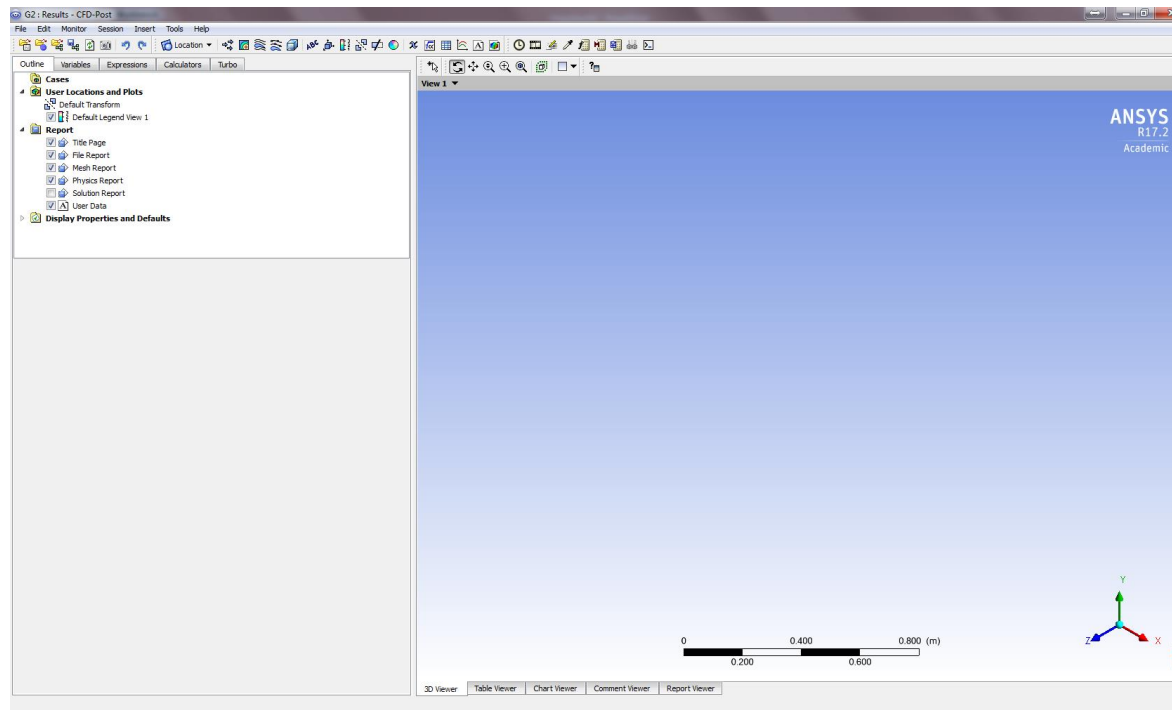 G2 : Results - CFD-Post
File Edit Monitor Session Insert Tools Help
Location
Outline Variables Expressions Calculators Turbo
Cases
User Locations and Plots
Default Transform
Default Legend View 1
Report
Title Page
File Report
Mesh Report
Physics Report
Solution Report
A User Data
Display Properties and Defaults
View 1
ANSYS
R17.2
Academic
Y
Z X
0 0.400 0.800 (m)
0.200 0.600
3D Viewer Table Viewer Chart Viewer Comment Viewer Report Viewer